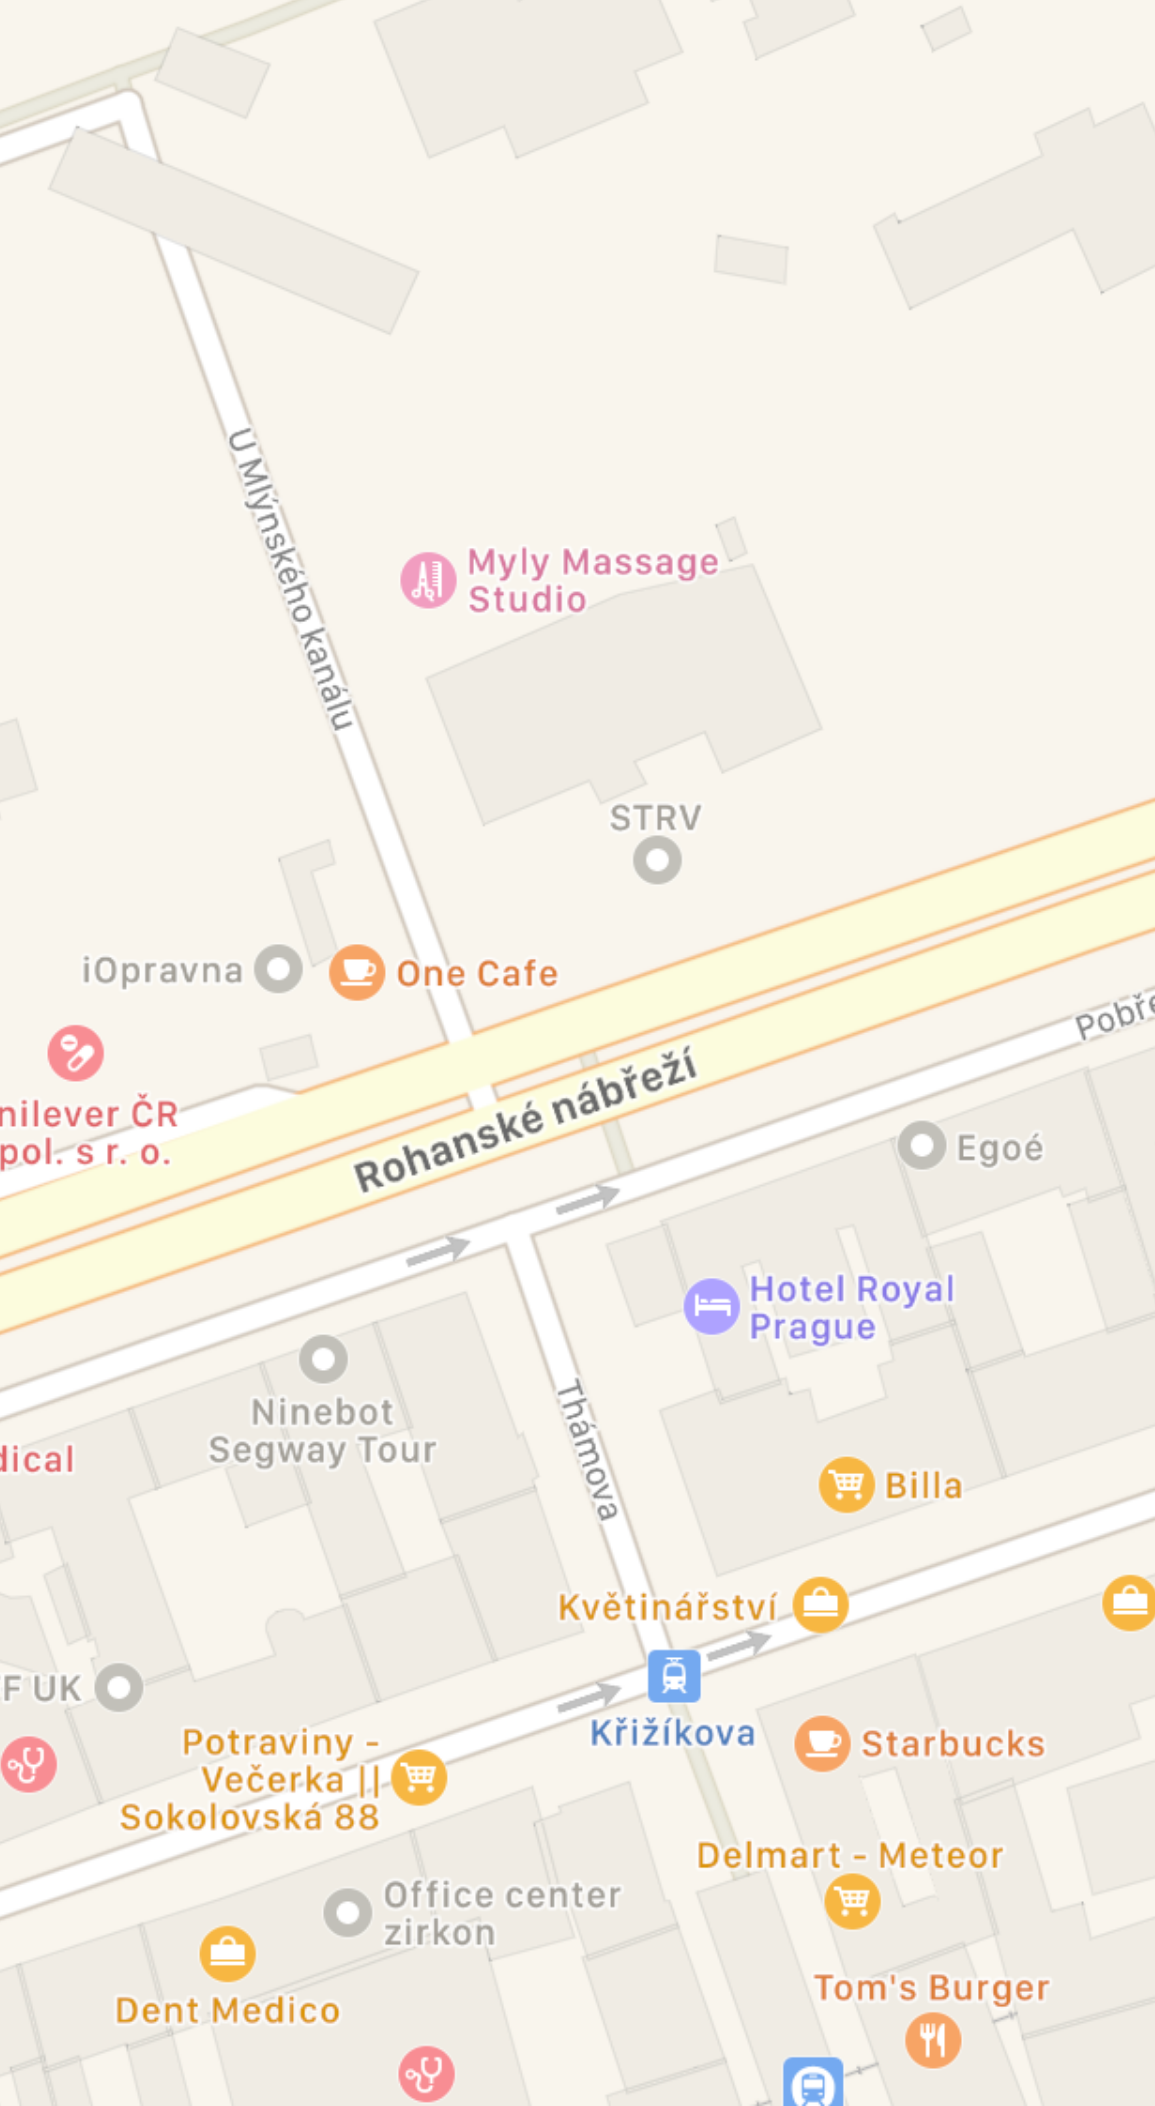 U Mlýnského kanálu
Myly Massage
Studio
STRV
iOpravna
One Cafe
nilever ČR
pol. s r. o.
Rohanské nábřeží
Pobře
Egoé
Hotel Royal
Prague
Ninebot
Segway Tour
dical
Thámova
Billa
Květinářství
F UK
Křižíkova
Starbucks
Potraviny -
Večerka ||
Sokolovská 88
Delmart - Meteor
Office center
zirkon
Dent Medico
Tom's Burger